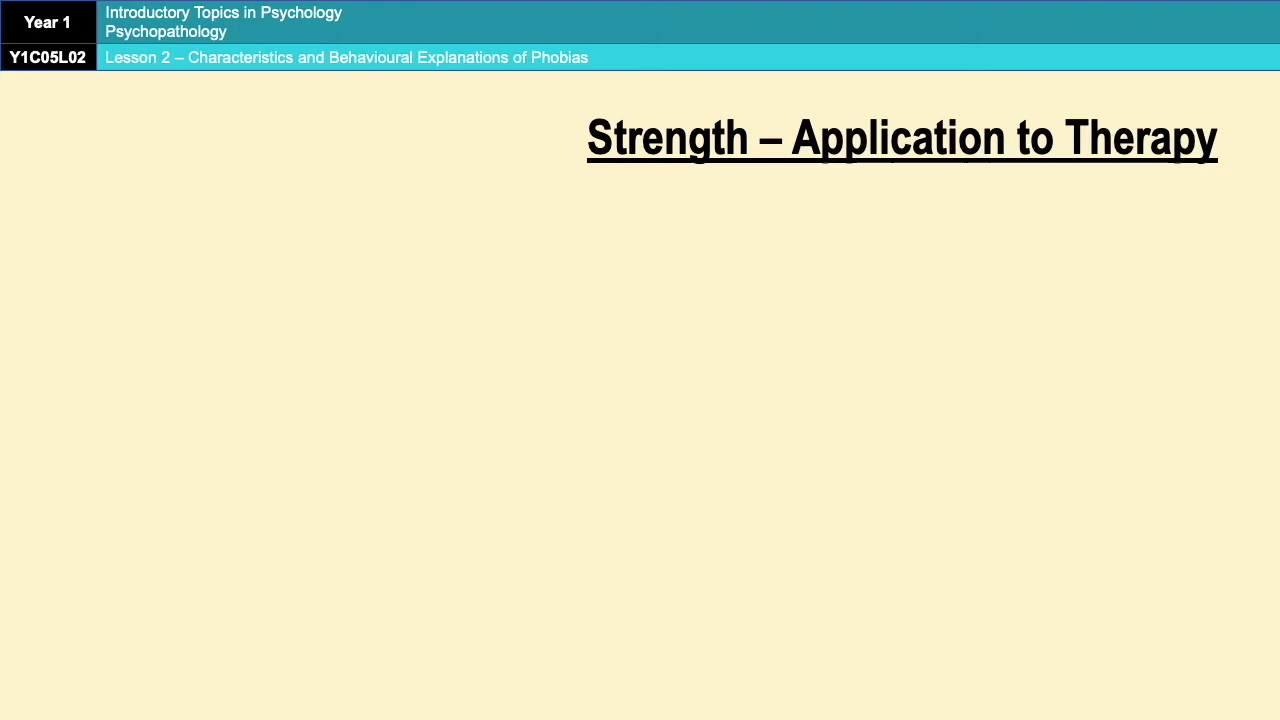 Year 1
Introductory Topics in Psychology
Psychopathology
Y1C05L02
Lesson 2 – Characteristics and Behavioural Explanations of Phobias
Strength – Application to Therapy